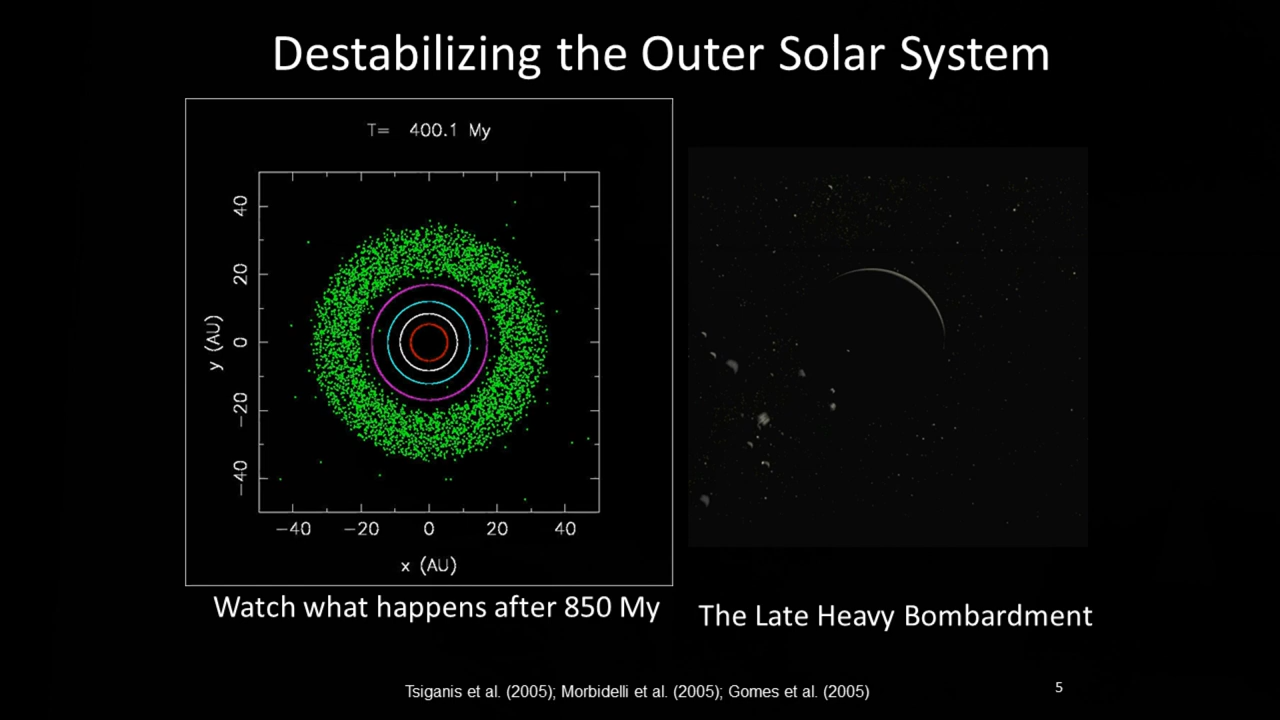 Destabilizing the Outer Solar System
T= 400.1 My
40
20
0
−20
−40
y (AU)
−40 −20 0 20 40
x (AU)
Watch what happens after 850 My
The Late Heavy Bombardment
Tsiganis et al. (2005); Morbidelli et al. (2005); Gomes et al. (2005)
5